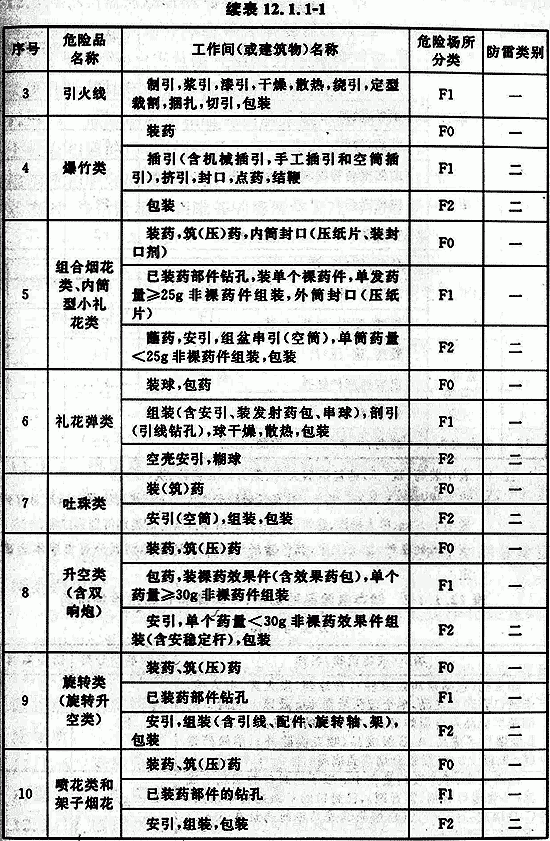 续表 12.1.1-1
序号 危险品名称 工作间(或建筑物)名称 危险场所分类 防雷类别
3 引火线 制引,浆引,漆引,干燥,散热,绕引,定型
裁割,捆扎,切引,包装 F1 一
4 爆竹类 装药 F0 一
插引(含机械插引,手工插引和空筒插
引),挤引,封口,点药,结鞭 F1 二
包装 F2 二
5 组合烟花类、内筒型小礼花类 装药,筑(压)药,内筒封口(压纸片、装封
口剂) F0 一
已装药部件钻孔,装单个裸药件,单发药
量≥25g非裸药件组装,外筒封口(压纸
片) F1 一
蘸药,安引,组盆串引(空筒),单筒药量
<25g非裸药件组装,包装 F2 二
6 礼花弹类 装球,包药 F0 一
组装(含安引、装发射药包、串球),剖引
(引线钻孔),球干燥,散热,包装 F1 一
空壳安引,糊球 F2 二
7 吐珠类 装(筑)药 F0 一
安引(空筒),组装,包装 F2 二
8 升空类(含双响炮) 装药,筑(压)药 F0 一
包药,装裸药效果件(含效果药包),单个
药量≥30g非裸药件组装 F1 一
安引,单个药量<30g非裸药效果件组
装(含安稳定杆),包装 F2 二
9 旋转类(旋转升空类) 装药、筑(压)药 F0 一
已装药部件钻孔 F1 一
安引,组装(含引线、配件、旋转轴、架),
包装 F2 二
10 喷花类和架子烟花 装药、筑(压)药 F0 一
已装药部件的钻孔 F1 一
安引,组装,包装 F2 二